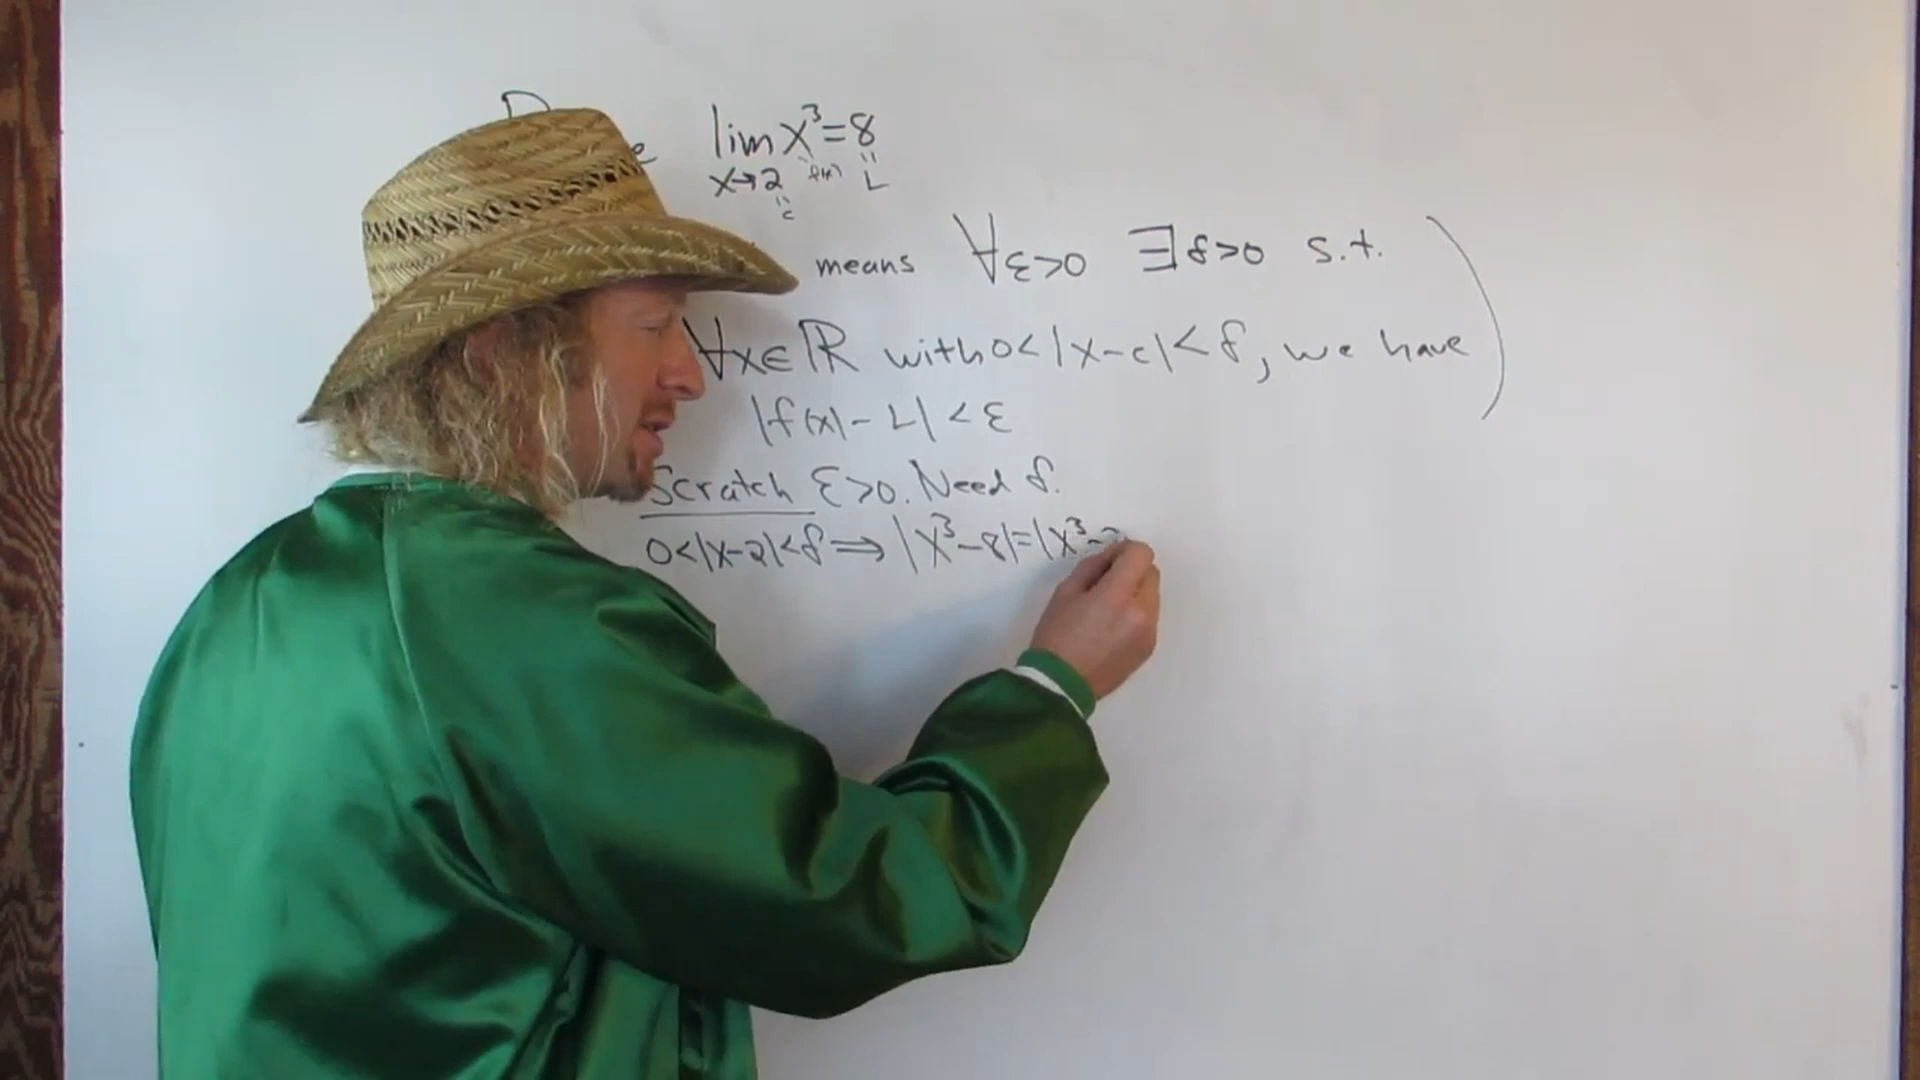 lim x³=8
x→2 f(x) L
c
means ∀ε>0 ∃δ>0 s.t.
∀x∈ℝ with 0<|x-c|<δ, we have
|f(x)-L|<ε
Scratch ε>0. Need δ.
0<|x-2|<δ ⇒ |x³-8|=|x³-